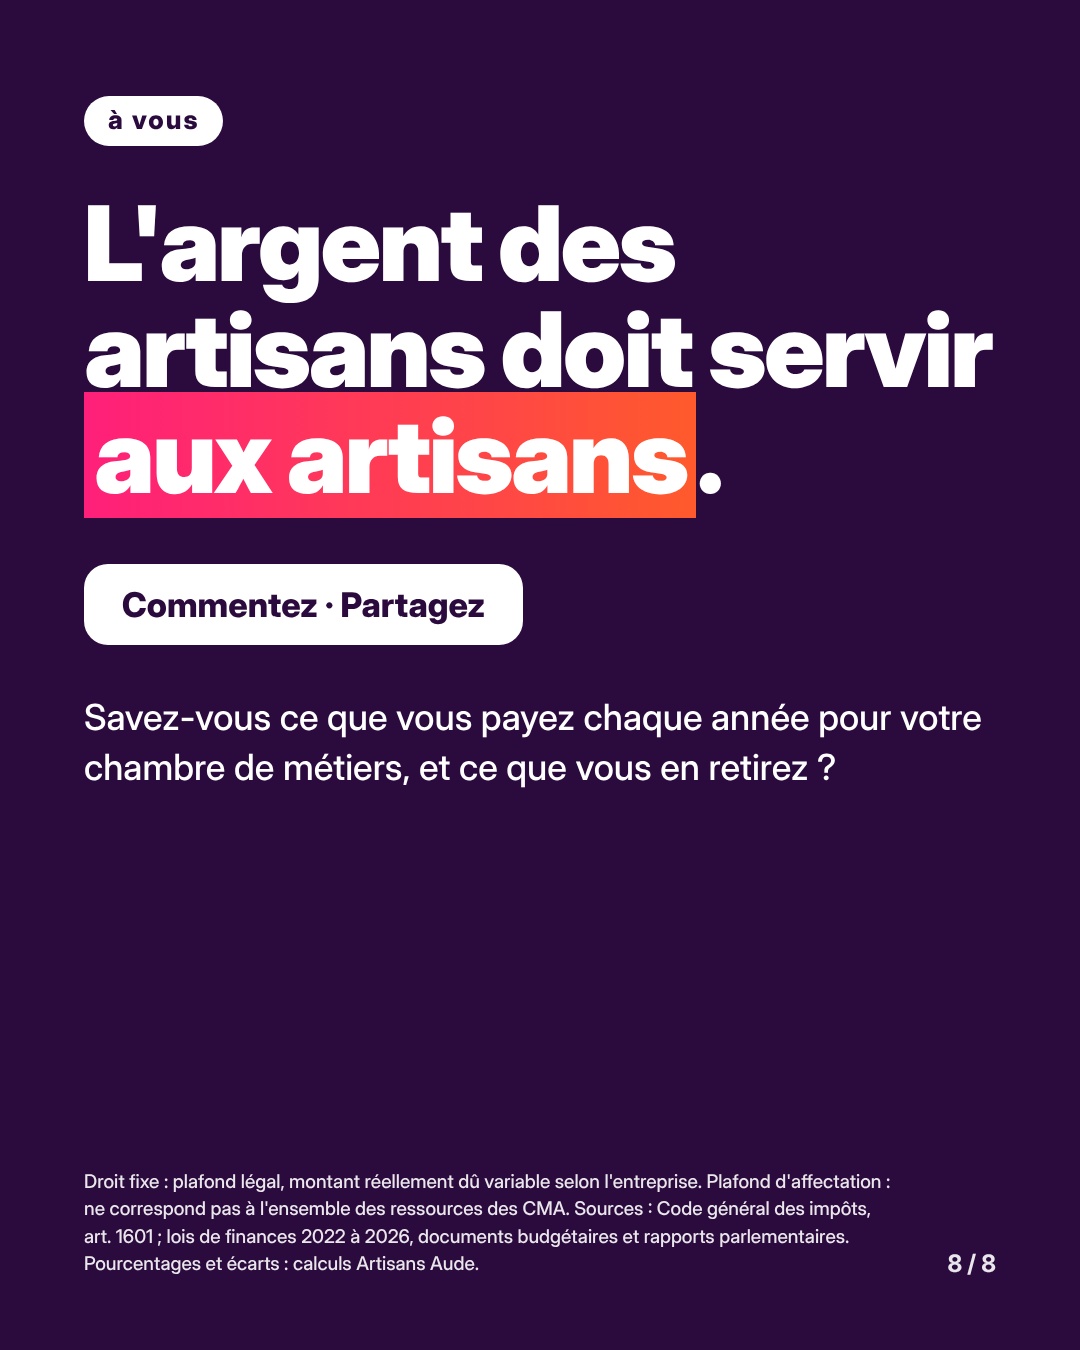 à vous
L'argent des
artisans doit servir
aux artisans.
Commentez · Partagez
Savez-vous ce que vous payez chaque année pour votre
chambre de métiers, et ce que vous en retirez ?
Droit fixe : plafond légal, montant réellement dû variable selon l'entreprise. Plafond d'affectation :
ne correspond pas à l'ensemble des ressources des CMA. Sources : Code général des impôts,
art. 1601 ; lois de finances 2022 à 2026, documents budgétaires et rapports parlementaires.
Pourcentages et écarts : calculs Artisans Aude.
8 / 8